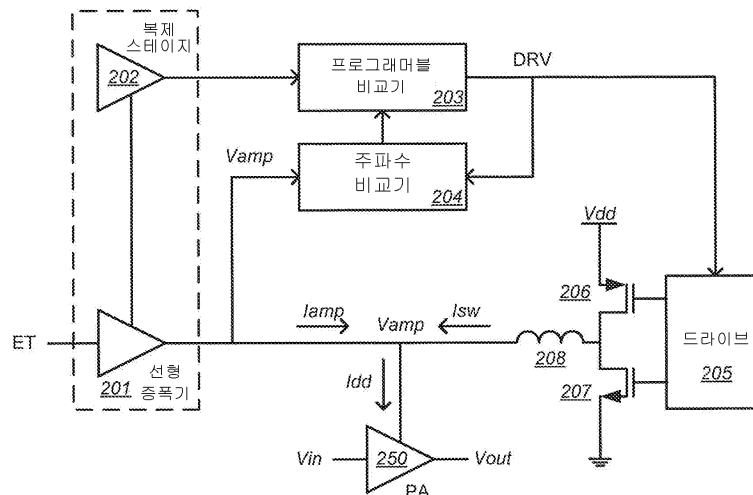 복제
스테이지
202
프로그래머블
비교기
203
DRV
Vamp
주파수
비교기
204
Vdd
206
Iamp
Vamp
Isw
ET
208
드라이브
205
선형
201
증폭기
207
Idd
Vin
250
Vout
PA